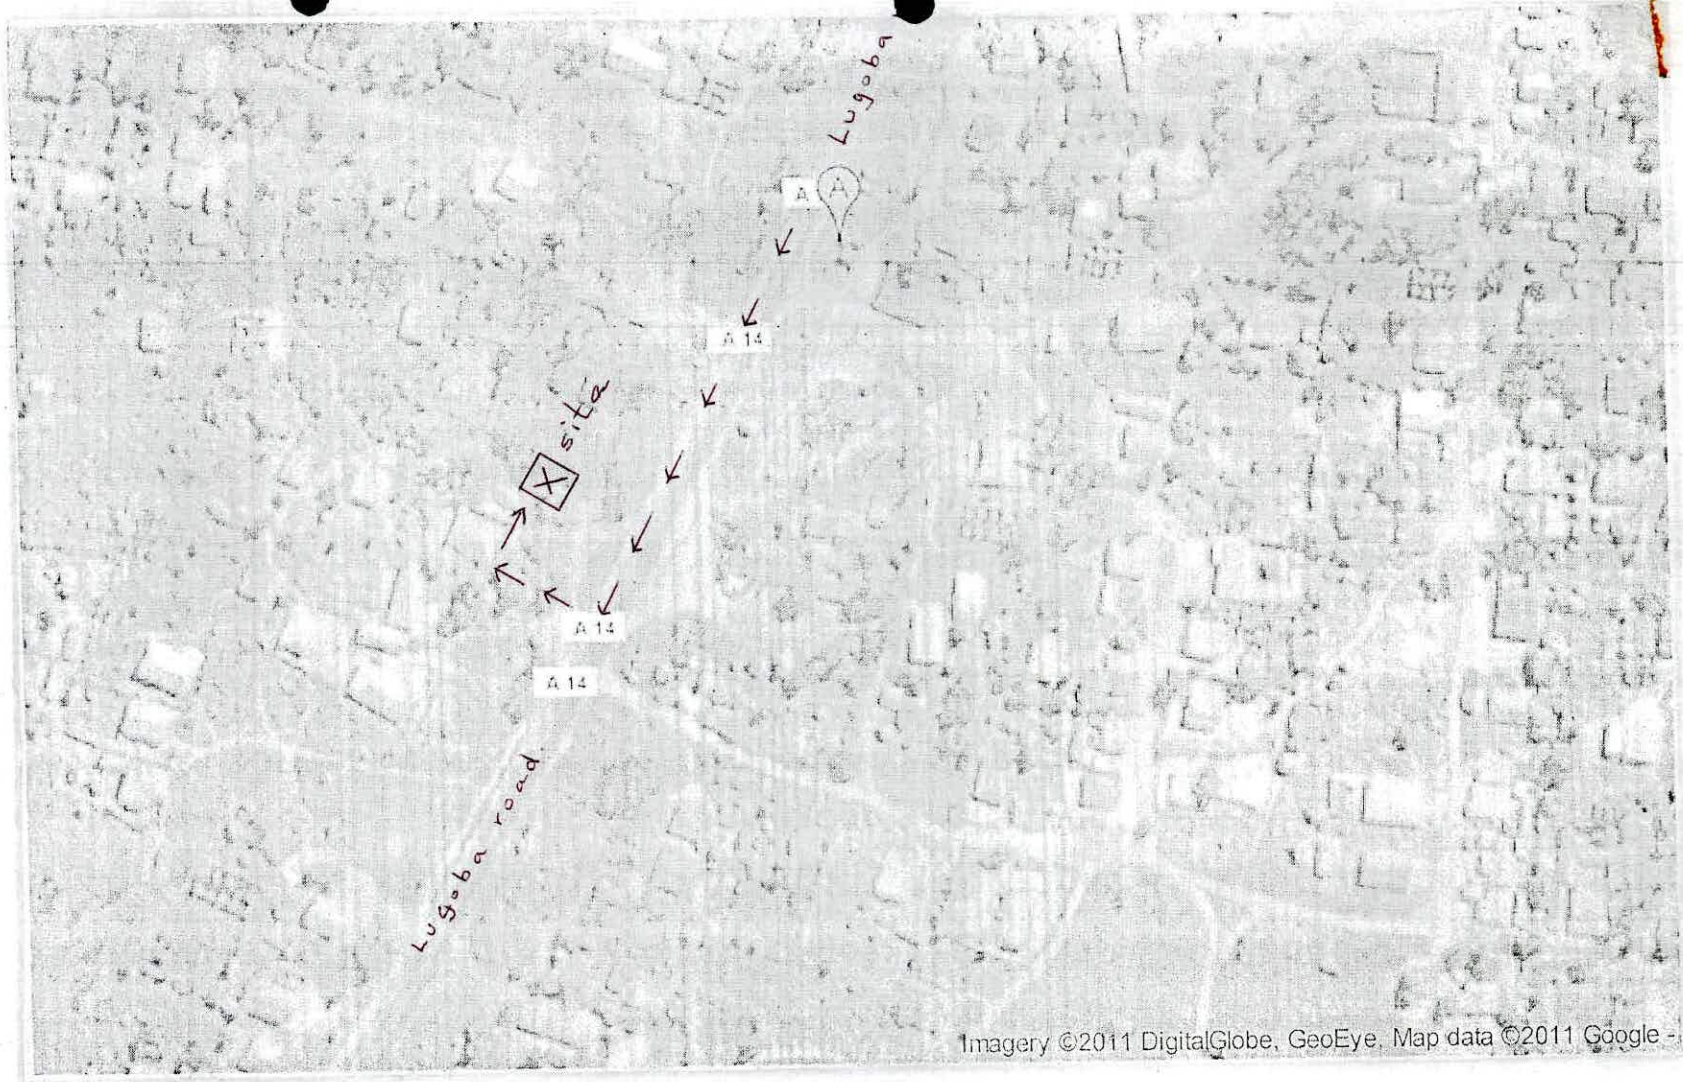 Lugoba
A
A
A 14
site
X
A 14
A 14
Lugoba road
Imagery ©2011 DigitalGlobe, GeoEye, Map data ©2011 Google -